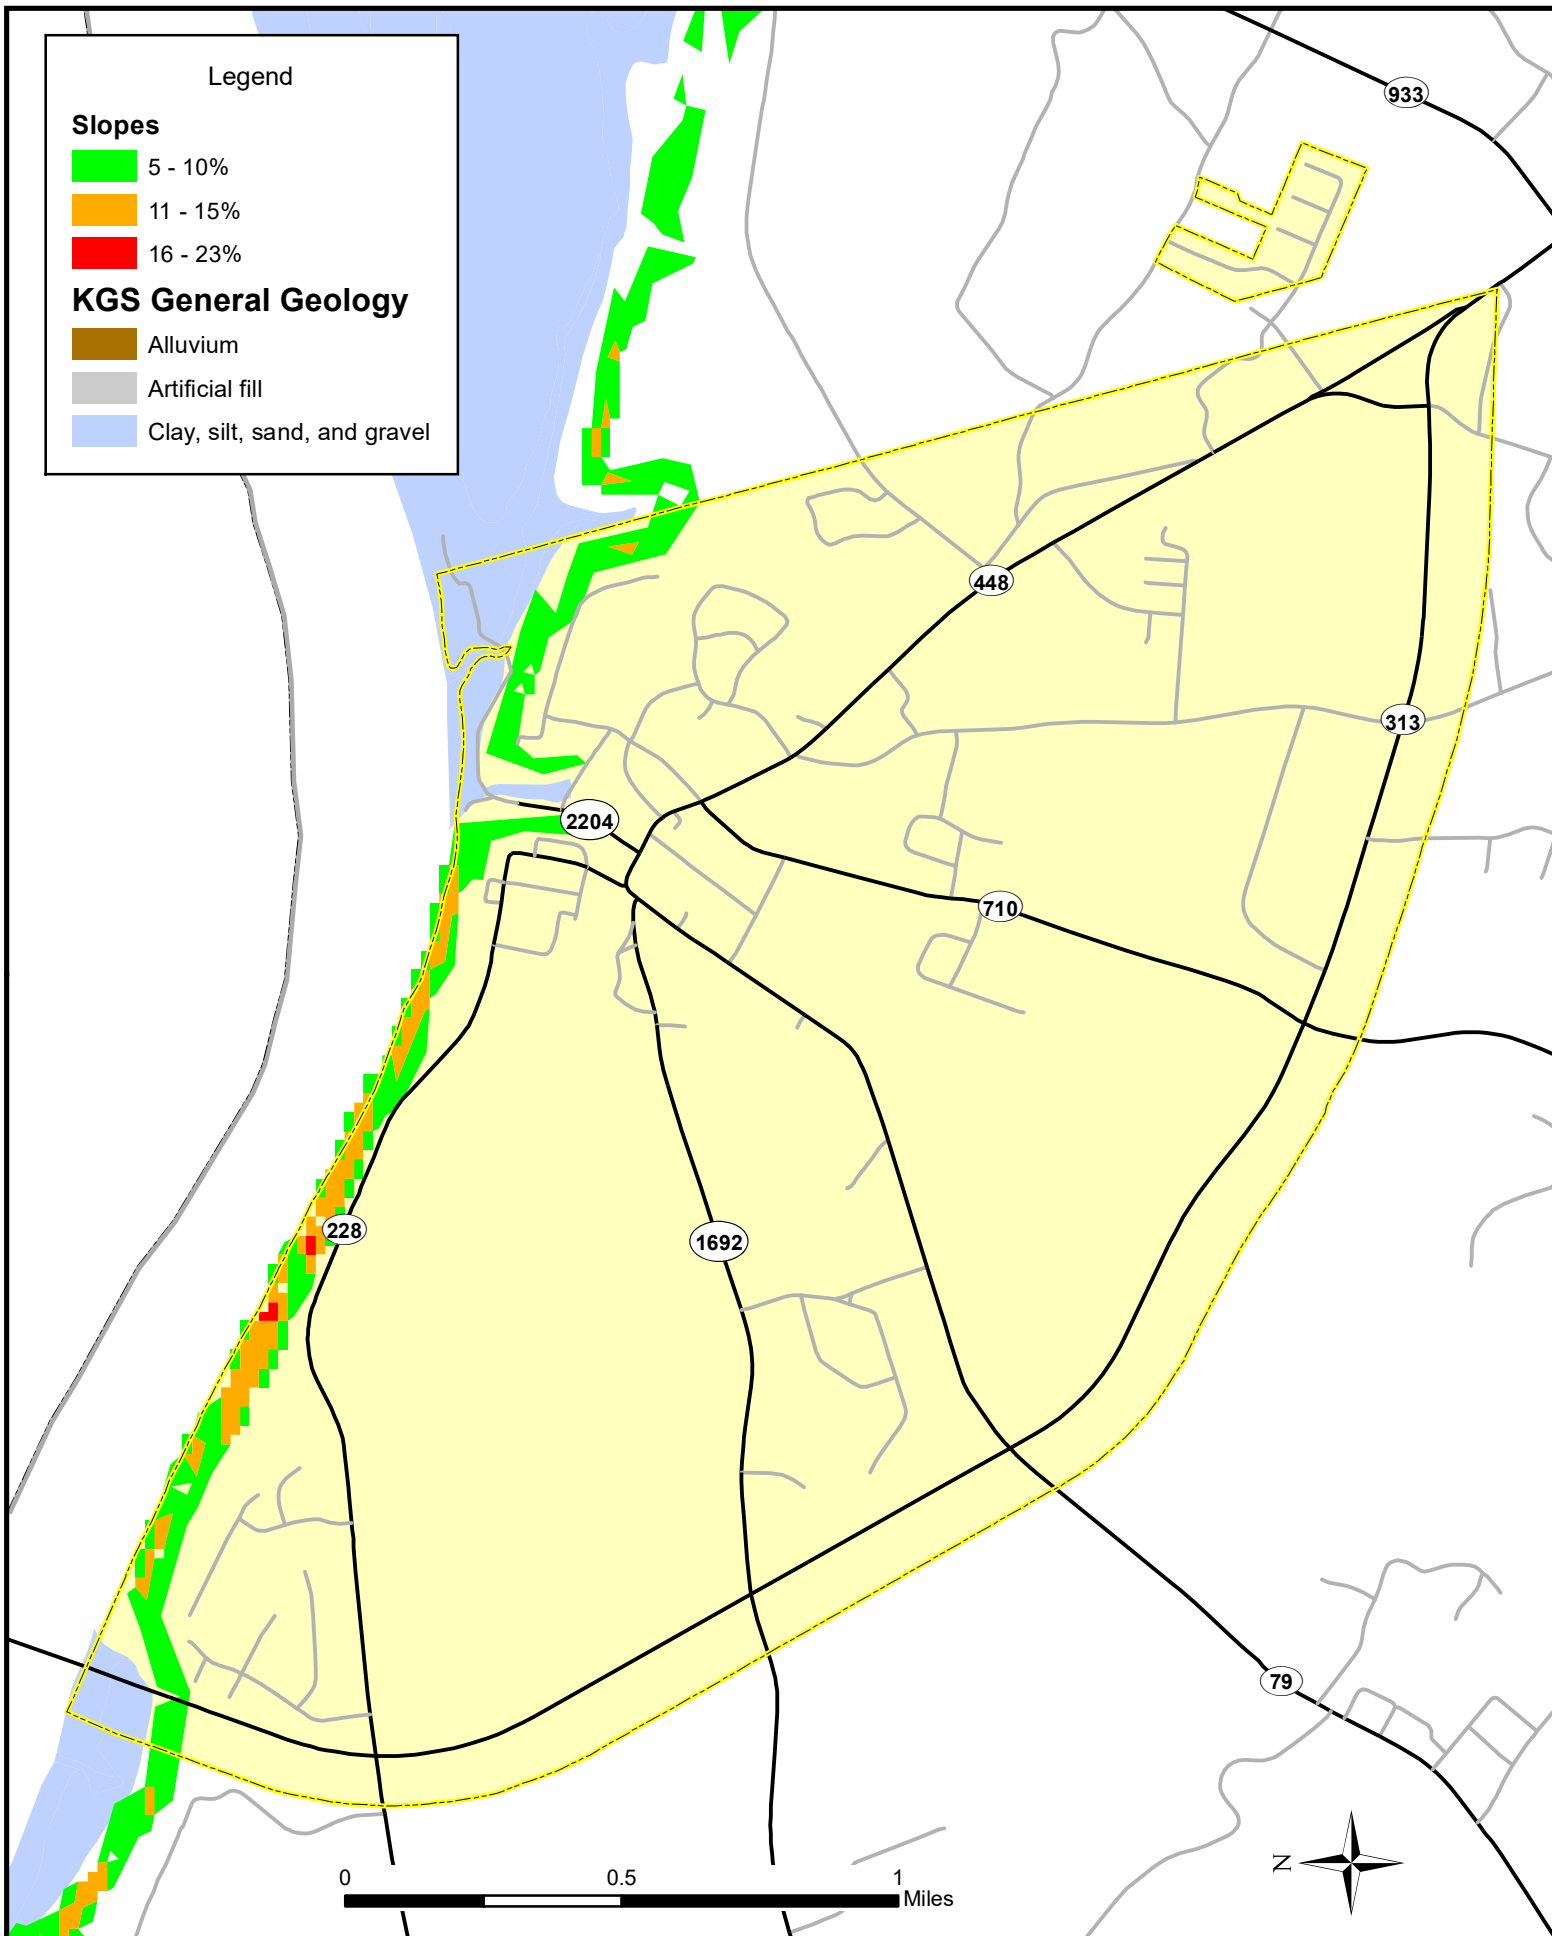 Legend
Slopes
5 - 10%
11 - 15%
16 - 23%
KGS General Geology
Alluvium
Artificial fill
Clay, silt, sand, and gravel
933
448
313
2204
710
228
1692
79
N
0 0.5 1
Miles